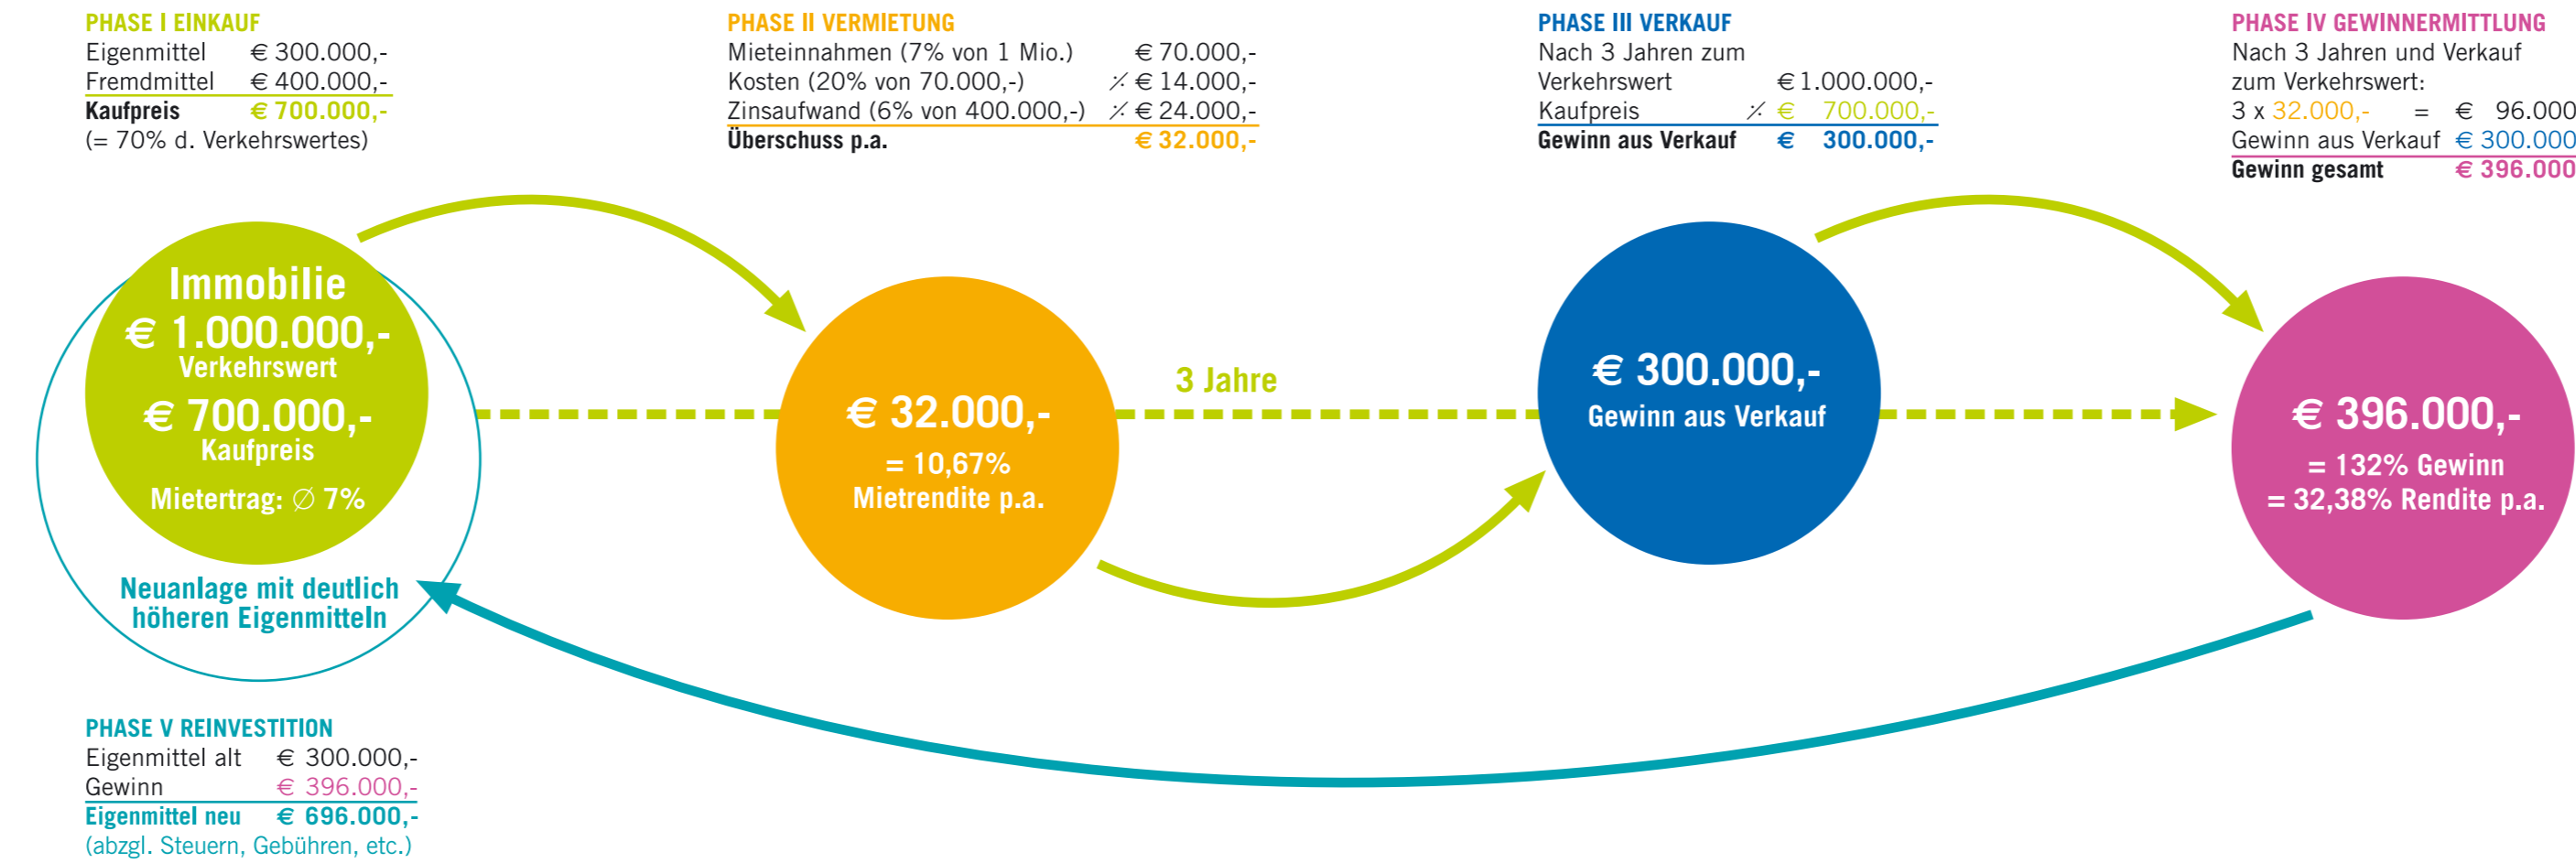 PHASE I EINKAUF
Eigenmittel € 300.000,-
Fremdmittel € 400.000,-
Kaufpreis € 700.000,-
(= 70% d. Verkehrswertes)
PHASE II VERMIETUNG
Mieteinnahmen (7% von 1 Mio.) € 70.000,-
Kosten (20% von 70.000,-) ⁒ € 14.000,-
Zinsaufwand (6% von 400.000,-) ⁒ € 24.000,-
Überschuss p.a. € 32.000,-
PHASE III VERKAUF
Nach 3 Jahren zum
Verkehrswert € 1.000.000,-
Kaufpreis ⁒ € 700.000,-
Gewinn aus Verkauf € 300.000,-
PHASE IV GEWINNERMITTLUNG
Nach 3 Jahren und Verkauf
zum Verkehrswert:
3 x 32.000,- = € 96.000
Gewinn aus Verkauf € 300.000
Gewinn gesamt € 396.000
Immobilie
€ 1.000.000,-
Verkehrswert
€ 700.000,-
Kaufpreis
Mietertrag: ∅ 7%
Neuanlage mit deutlich
höheren Eigenmitteln
€ 32.000,-
= 10,67%
Mietrendite p.a.
3 Jahre
€ 300.000,-
Gewinn aus Verkauf
€ 396.000,-
= 132% Gewinn
= 32,38% Rendite p.a.
PHASE V REINVESTITION
Eigenmittel alt € 300.000,-
Gewinn € 396.000,-
Eigenmittel neu € 696.000,-
(abzgl. Steuern, Gebühren, etc.)